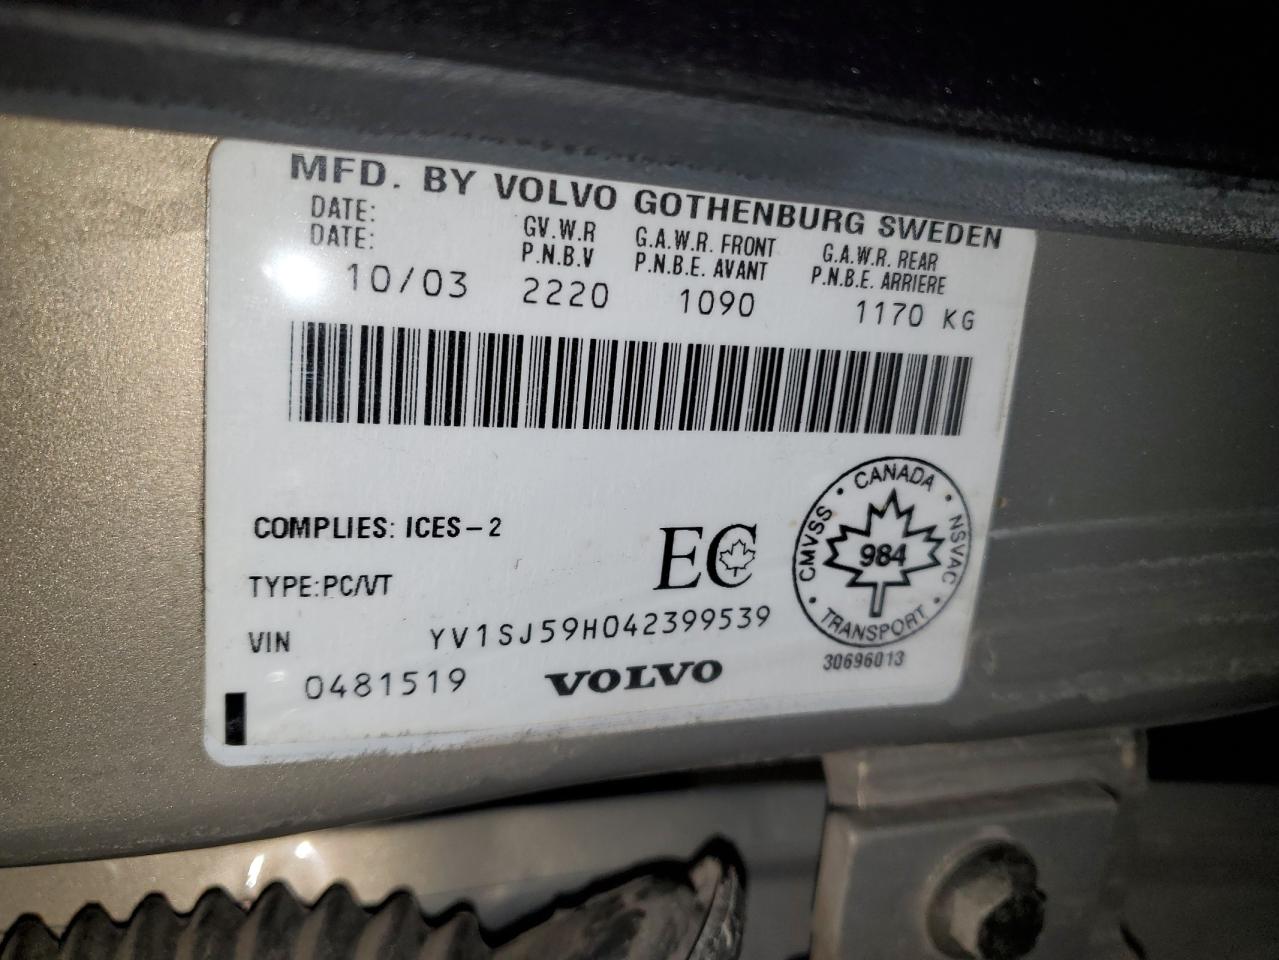 MFD. BY VOLVO GOTHENBURG SWEDEN
DATE: GV.W.R G.A.W.R. FRONT G.A.W.R. REAR
DATE: P.N.B.V P.N.B.E. AVANT P.N.B.E. ARRIERE
10/03 2220 1090 1170 KG
COMPLIES: ICES-2
EC
CANADA
CMVSS
NSVAC
984
TRANSPORT
TYPE:PC/VT
VIN YV1SJ59H042399539
30696013
0481519 VOLVO